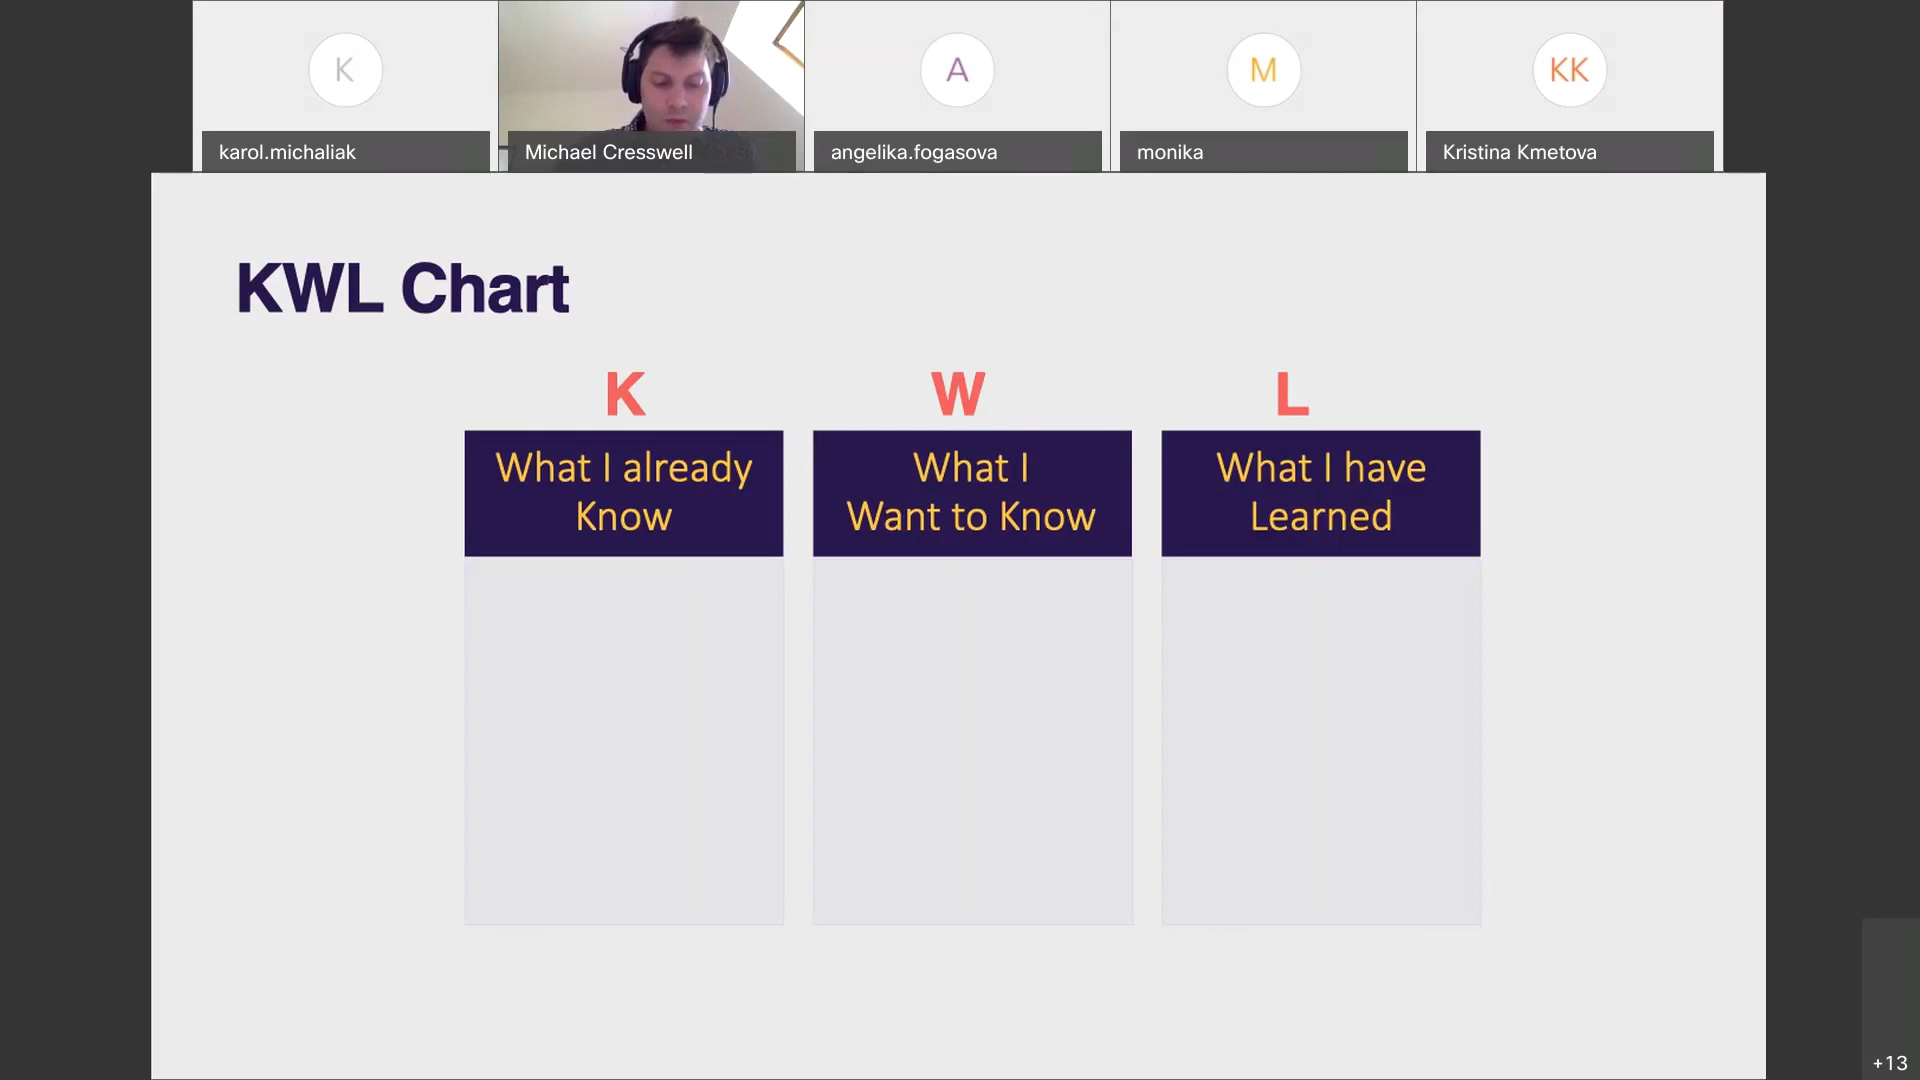 K
A
M
KK
karol.michaliak
Michael Cresswell
angelika.fogasova
monika
Kristina Kmetova
KWL Chart
K
W
L
What I already
Know
What I
Want to Know
What I have
Learned
+13